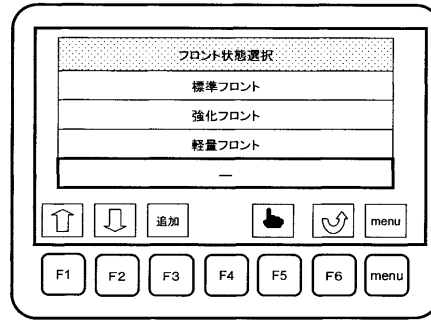 フロント状態選択
標準フロント
強化フロント
軽量フロント
—
追加 menu
F1 F2 F3 F4 F5 F6 menu